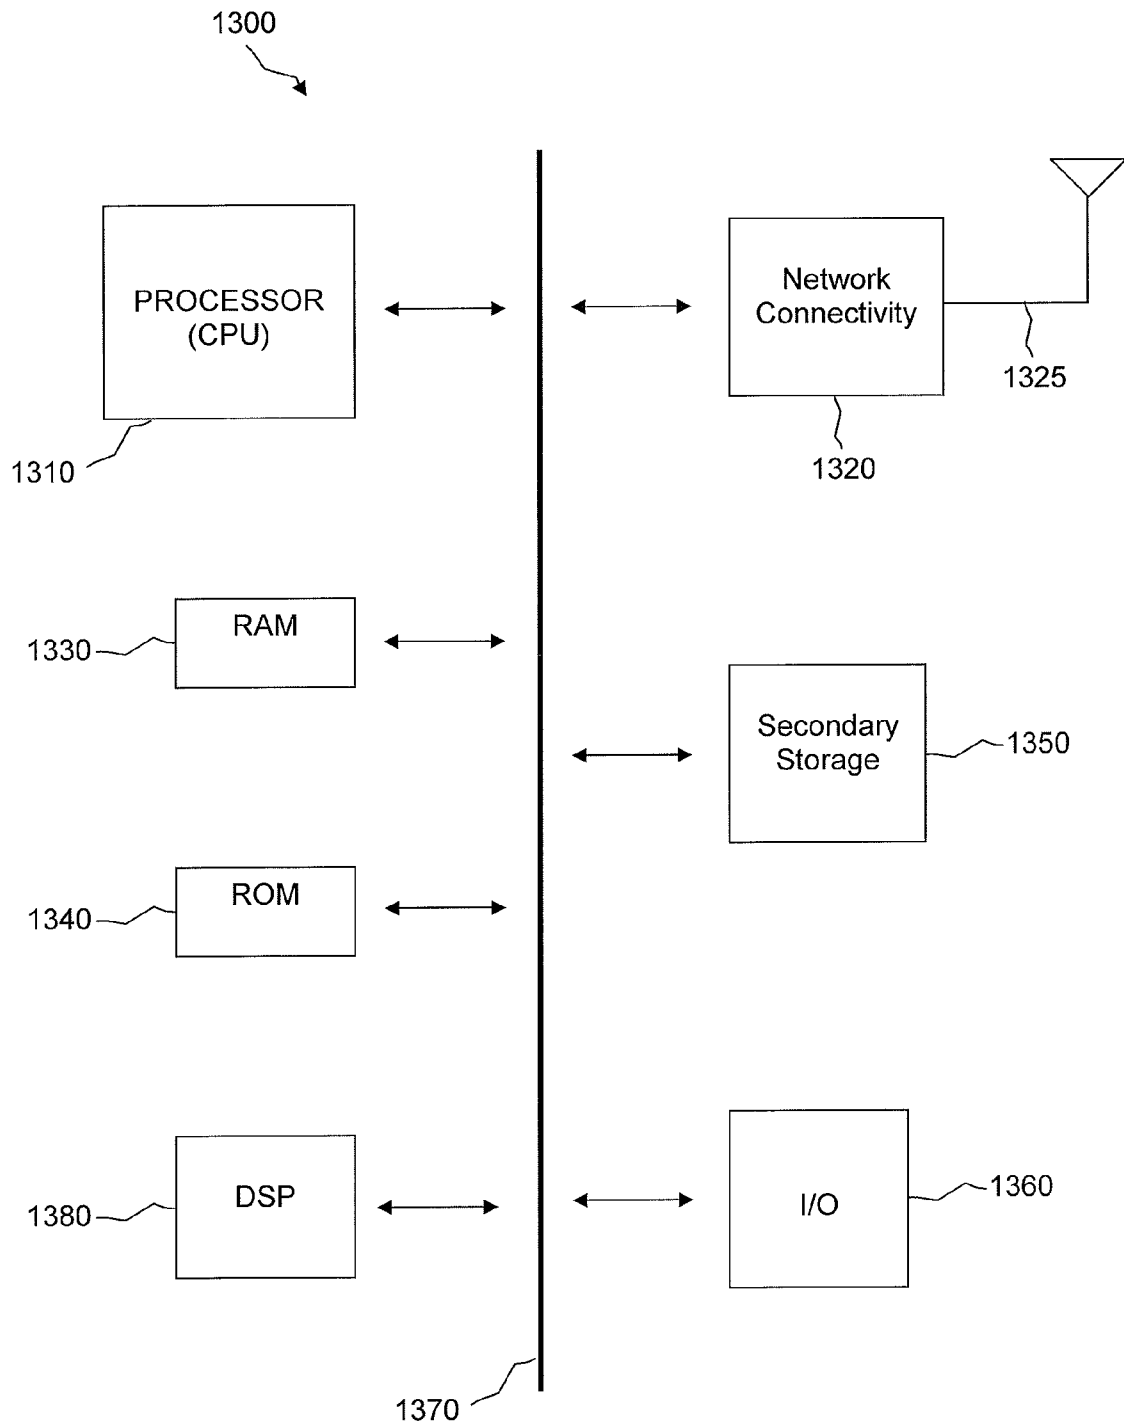 1300
PROCESSOR
(CPU)
1310
Network
Connectivity
1325
1320
RAM
1330
Secondary
Storage
1350
ROM
1340
DSP
1380
I/O
1360
1370